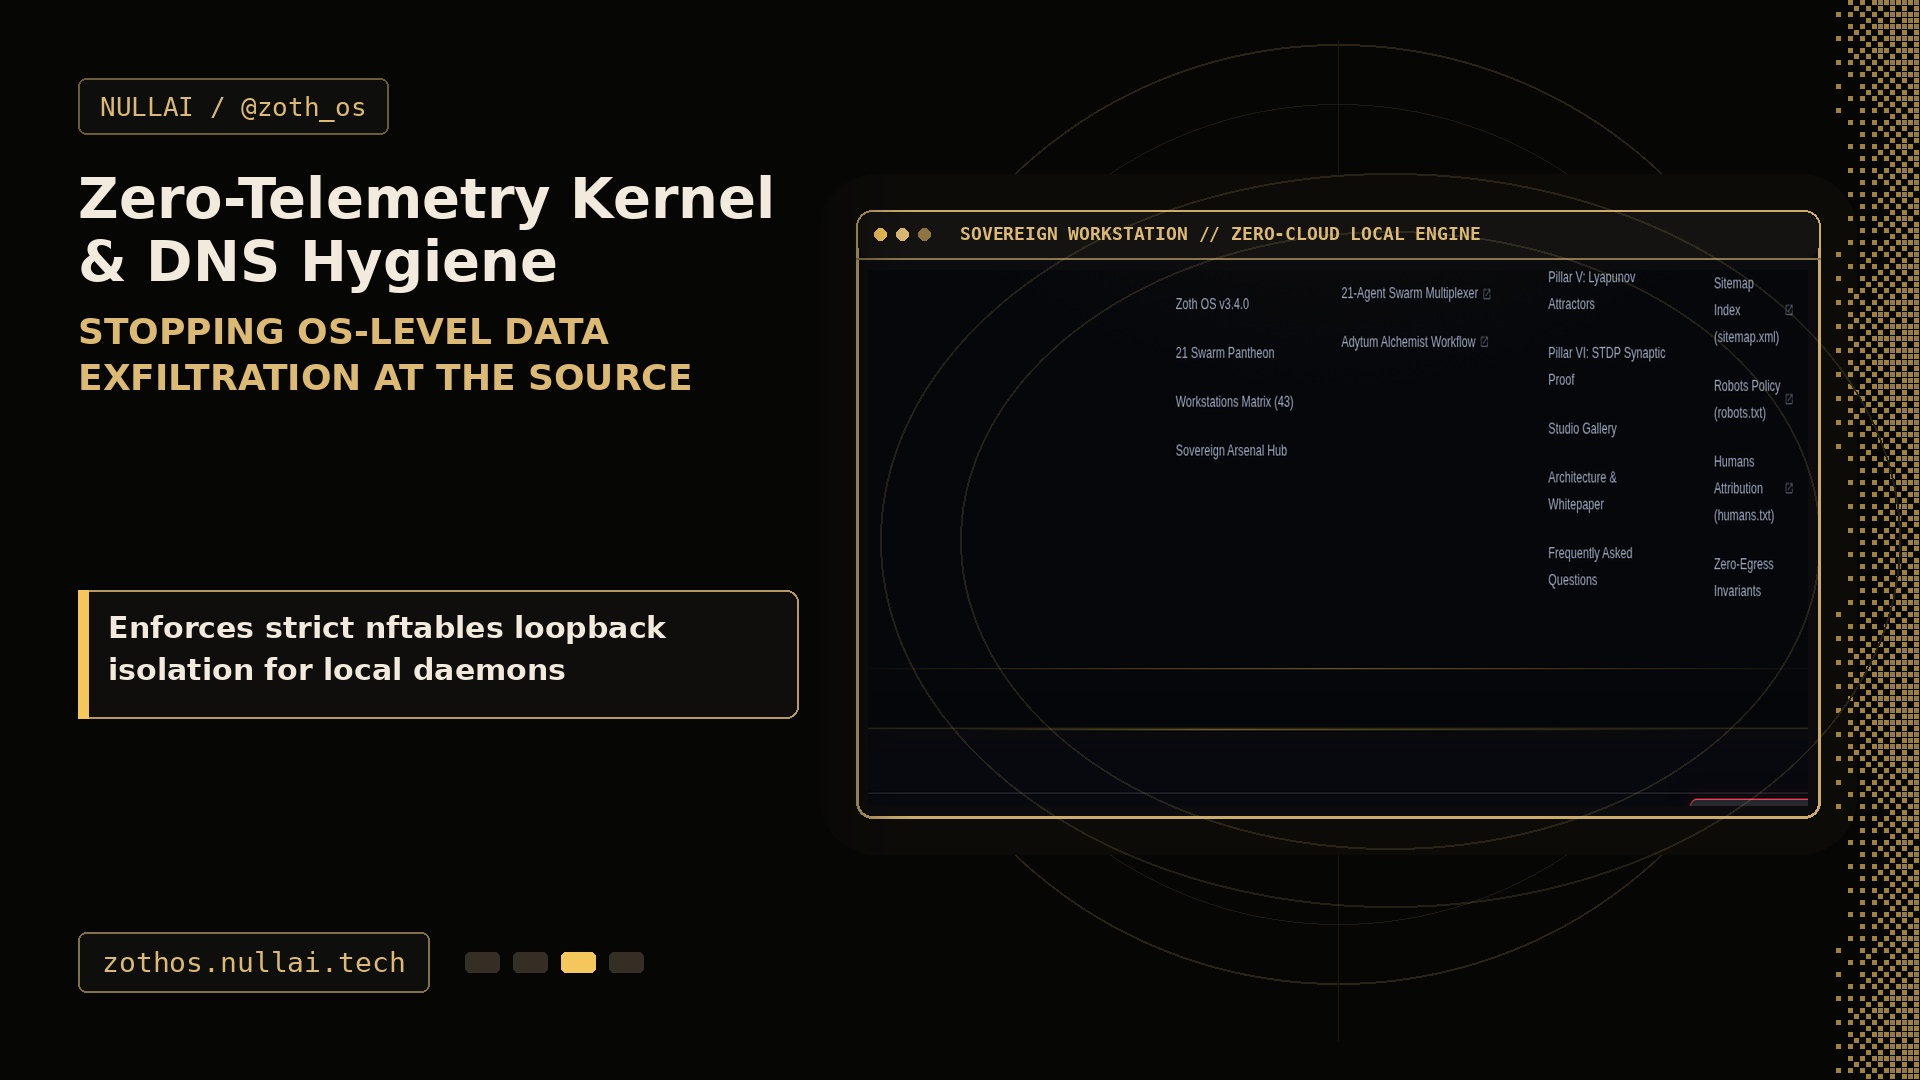 NULLAI / @zoth_os
Zero-Telemetry Kernel
& DNS Hygiene
STOPPING OS-LEVEL DATA
EXFILTRATION AT THE SOURCE
Enforces strict nftables loopback
isolation for local daemons
zothos.nullai.tech
SOVEREIGN WORKSTATION // ZERO-CLOUD LOCAL ENGINE
Zoth OS v3.4.0
21 Swarm Pantheon
Workstations Matrix (43)
Sovereign Arsenal Hub
21-Agent Swarm Multiplexer
Adytum Alchemist Workflow
Pillar V: Lyapunov
Attractors
Pillar VI: STDP Synaptic
Proof
Studio Gallery
Architecture &
Whitepaper
Frequently Asked
Questions
Sitemap
Index
(sitemap.xml)
Robots Policy
(robots.txt)
Humans
Attribution
(humans.txt)
Zero-Egress
Invariants